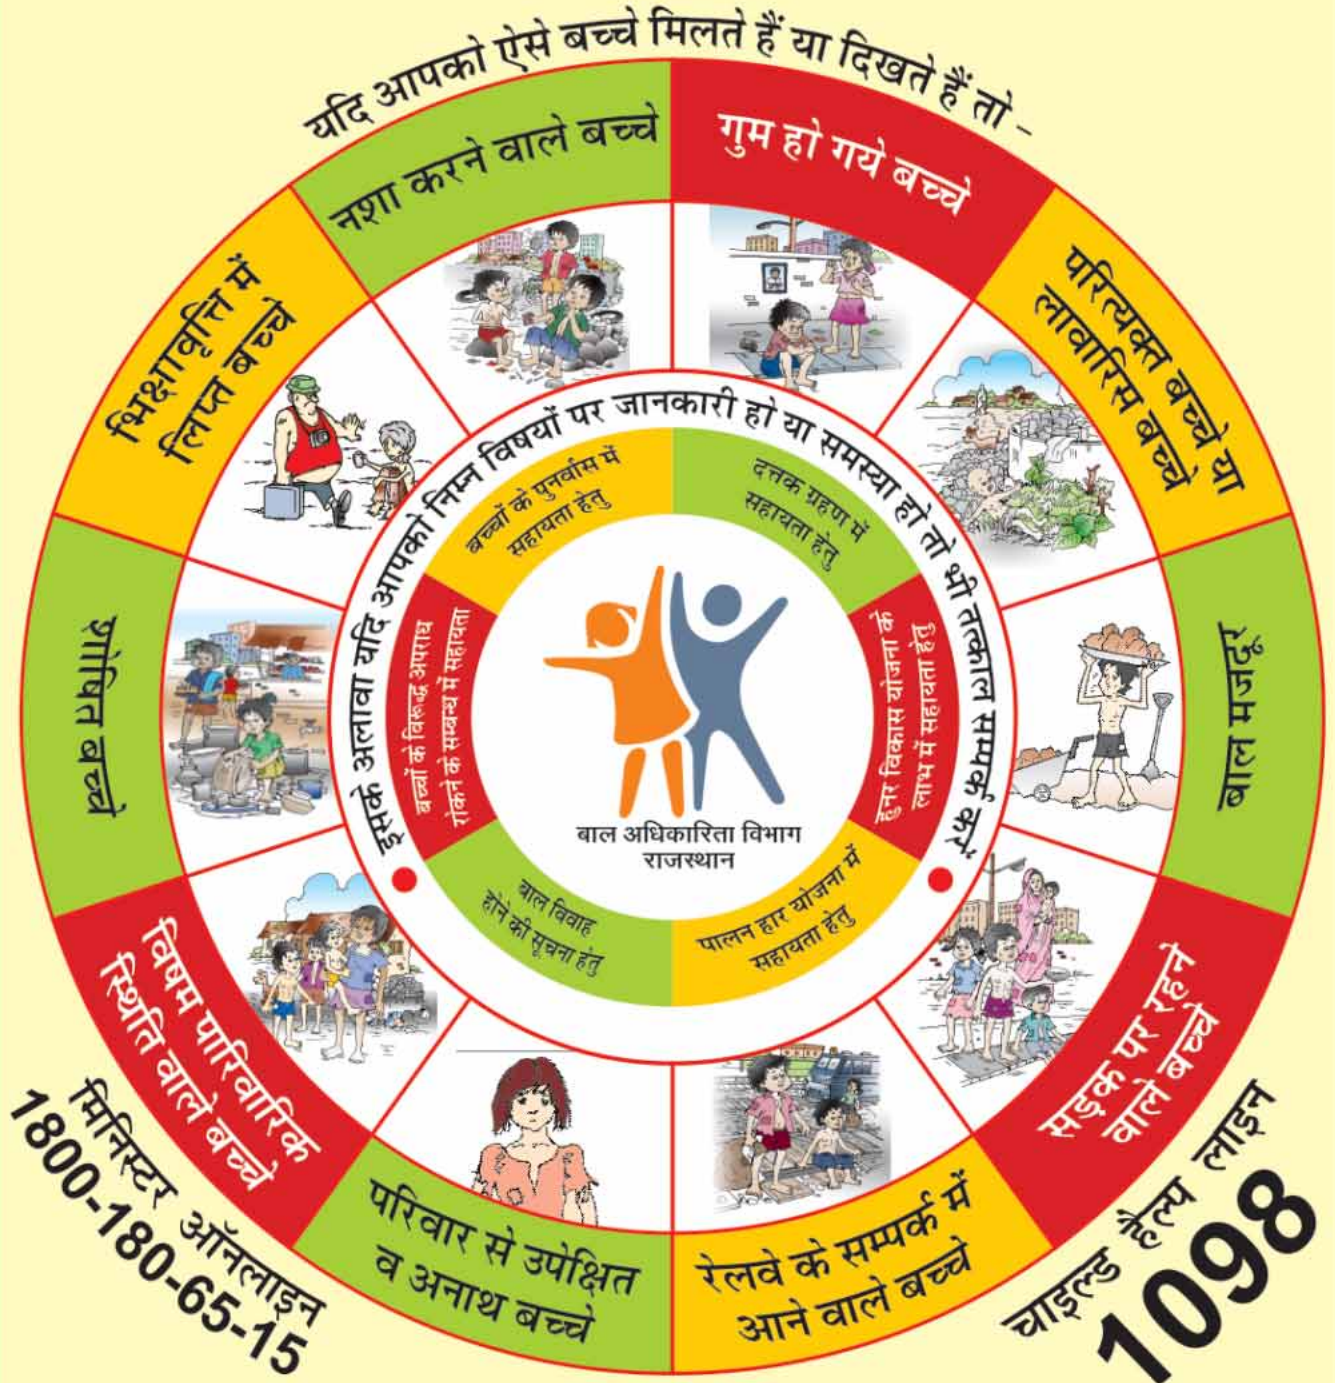 यदि आपको ऐसे बच्चे मिलते हैं या दिखते हैं तो -
गुम हो गये बच्चे
परित्यक्त बच्चे या
लावारिस बच्चे
बाल मजदूर
सड़क पर रहने
वाले बच्चे
रेलवे के सम्पर्क में
आने वाले बच्चे
परिवार से उपेक्षित
व अनाथ बच्चे
विषम पारिवारिक
स्थिति वाले बच्चे
शोषित बच्चे
भिक्षावृत्ति में
लिप्त बच्चे
नशा करने वाले बच्चे
इसके अलावा यदि आपको निम्न विषयों पर जानकारी हो या समस्या हो तो भी तत्काल सम्पर्क करें
दत्तक ग्रहण में
सहायता हेतु
हुनर विकास योजना के
लाभ में सहायता हेतु
पालन हार योजना में
सहायता हेतु
बाल विवाह
होने की सूचना हेतु
बच्चों के विरूद्ध अपराध
रोकने के सम्बन्ध में सहायता
बच्चों के पुनर्वास में
सहायता हेतु
बाल अधिकारिता विभाग
राजस्थान
मिनिस्टर ऑनलाइन
1800-180-65-15
चाइल्ड हैल्प लाइन
1098